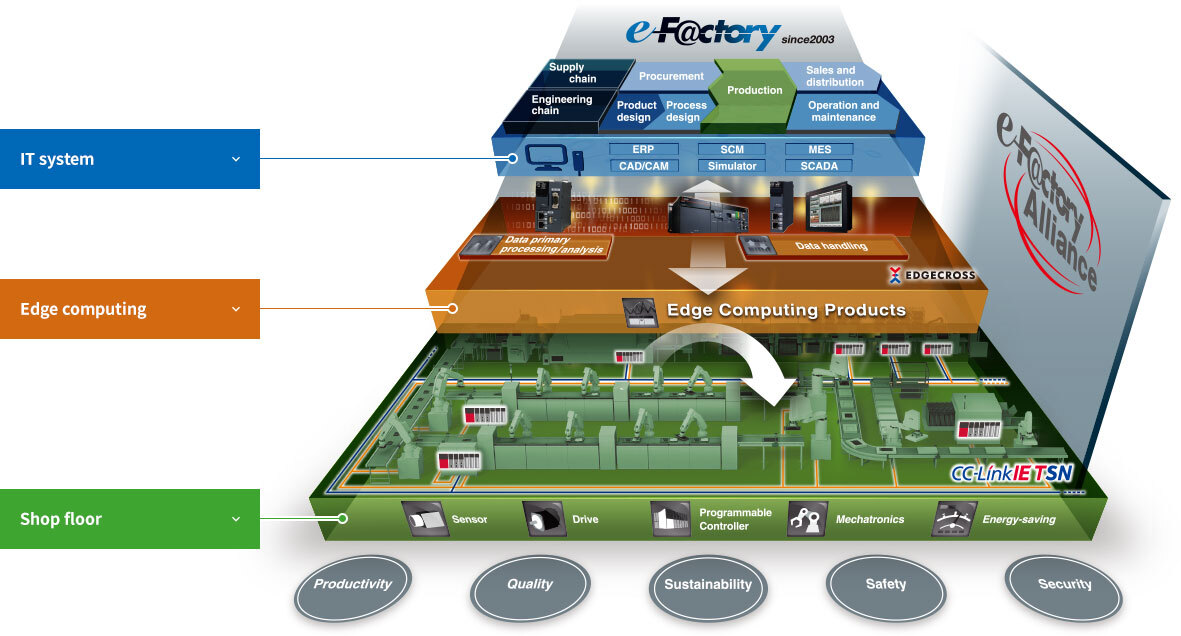 e-F@ctory since2003
Supply
chain
Procurement
Production
Sales and
distribution
Engineering
chain
Product
design
Process
design
Operation and
maintenance
IT system
ERP
SCM
MES
CAD/CAM
Simulator
SCADA
e-F@ctory
Alliance
Data primary
processing/analysis
Data handling
EDGECROSS
Edge computing
Edge Computing Products
CC-Link IE TSN
Shop floor
Sensor
Drive
Programmable
Controller
Mechatronics
Energy-saving
Productivity
Quality
Sustainability
Safety
Security